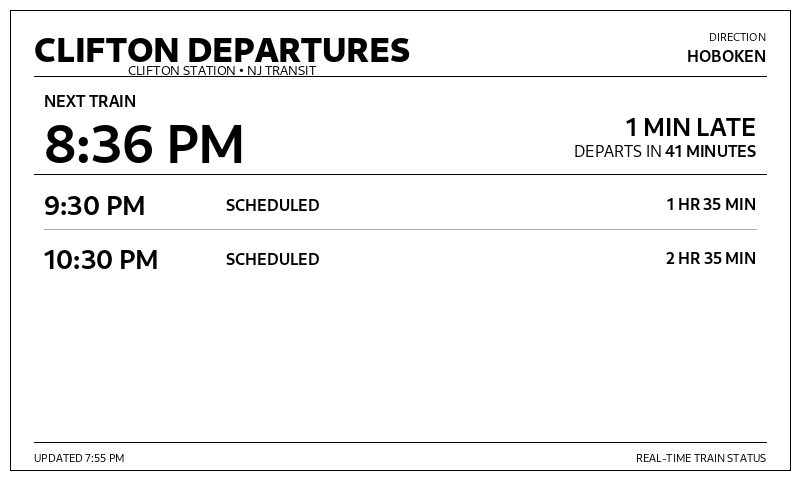 CLIFTON DEPARTURES
CLIFTON STATION • NJ TRANSIT
DIRECTION
HOBOKEN
NEXT TRAIN
8:36 PM
1 MIN LATE
DEPARTS IN 41 MINUTES
9:30 PM SCHEDULED 1 HR 35 MIN
10:30 PM SCHEDULED 2 HR 35 MIN
UPDATED 7:55 PM
REAL-TIME TRAIN STATUS